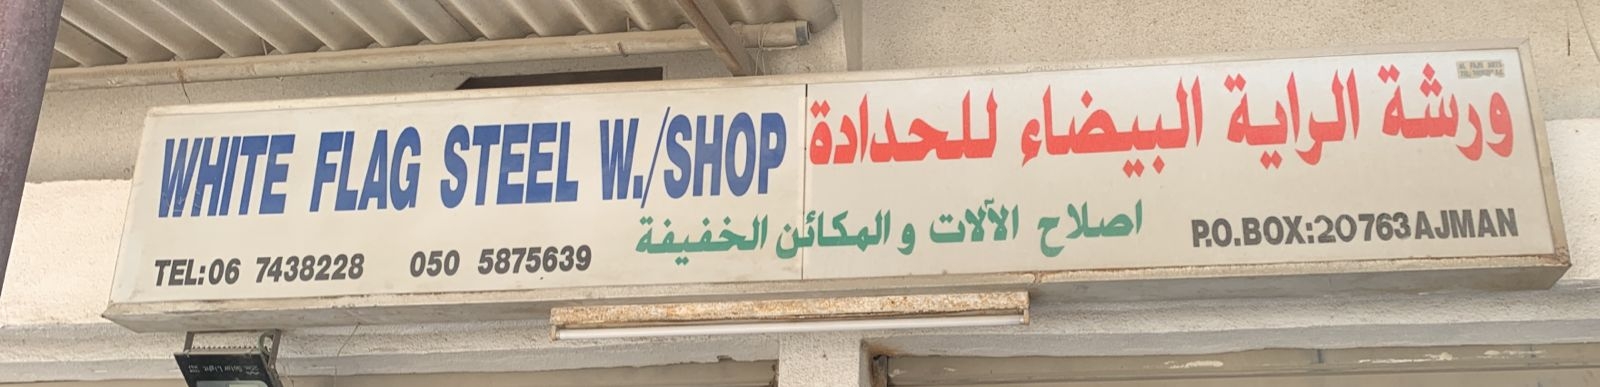 ورشة الراية البيضاء للحدادة
WHITE FLAG STEEL W./SHOP
اصلاح الآلات و المكائن الخفيفة
TEL:06 7438228 050 5875639
P.O.BOX:20763AJMAN